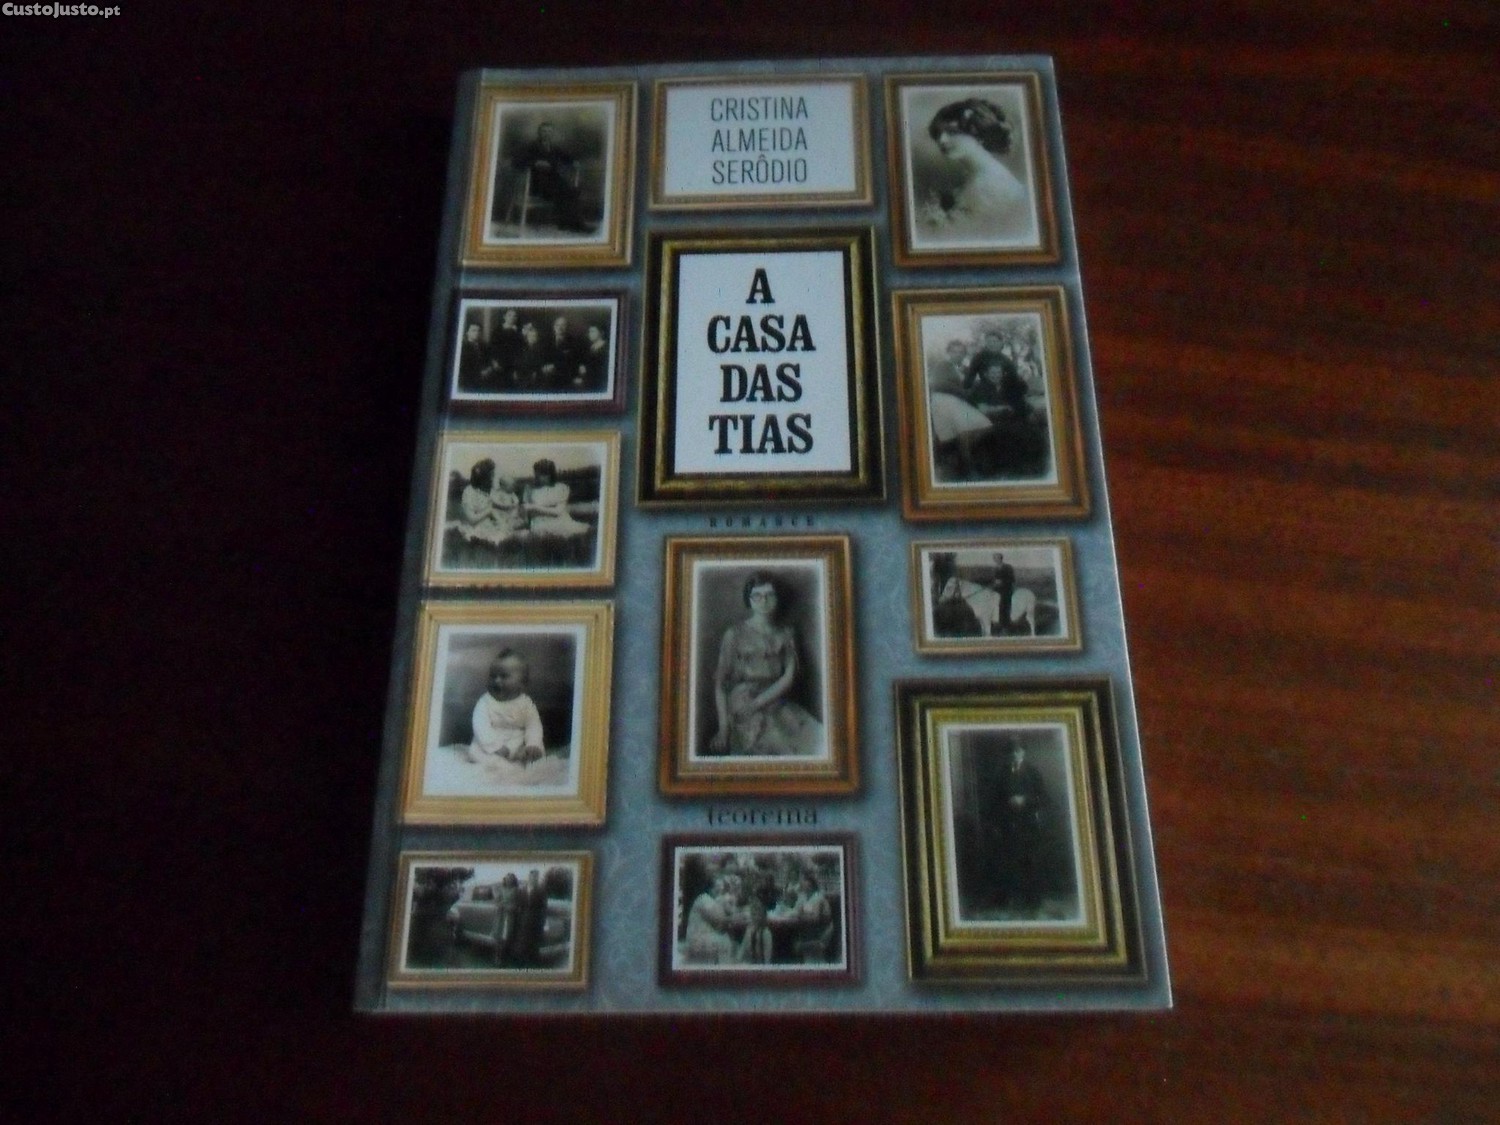 CustoJusto.pt
CRISTINA
ALMEIDA
SERÔDIO
A
CASA
DAS
TIAS
ROMANCE
teorema